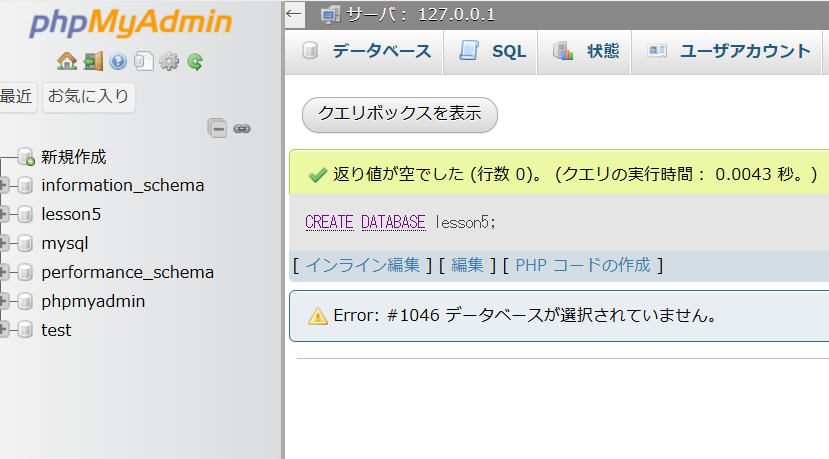 phpMyAdmin
最近 お気に入り
新規作成
information_schema
lesson5
mysql
performance_schema
phpmyadmin
test
← サーバ： 127.0.0.1
データベース SQL 状態 ユーザアカウント
クエリボックスを表示
返り値が空でした (行数 0)。 (クエリの実行時間： 0.0043 秒。)
CREATE DATABASE lesson5;
[ インライン編集 ] [ 編集 ] [ PHP コードの作成 ]
Error: #1046 データベースが選択されていません。